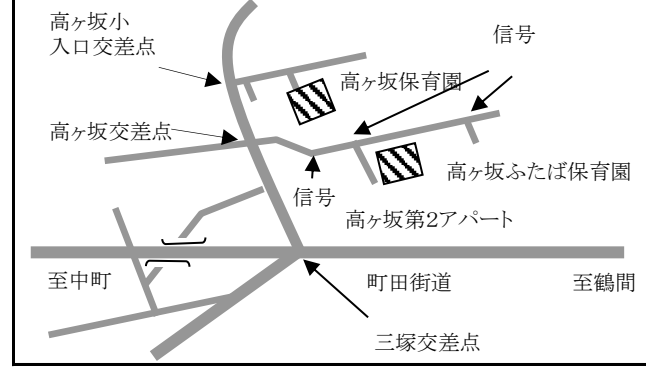 高ヶ坂小
入口交差点
信号
高ヶ坂保育園
高ヶ坂交差点
高ヶ坂ふたば保育園
信号
高ヶ坂第2アパート
至中町
町田街道
至鶴間
三塚交差点